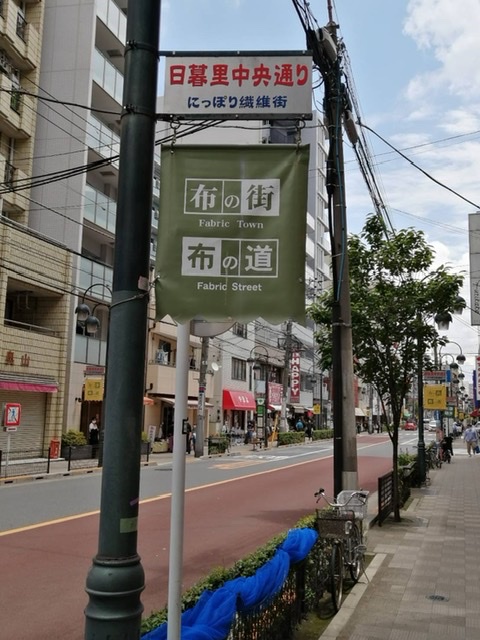 日暮里中央通り
にっぽり繊維街
布の街
Fabric Town
布の道
Fabric Street
HAPPY